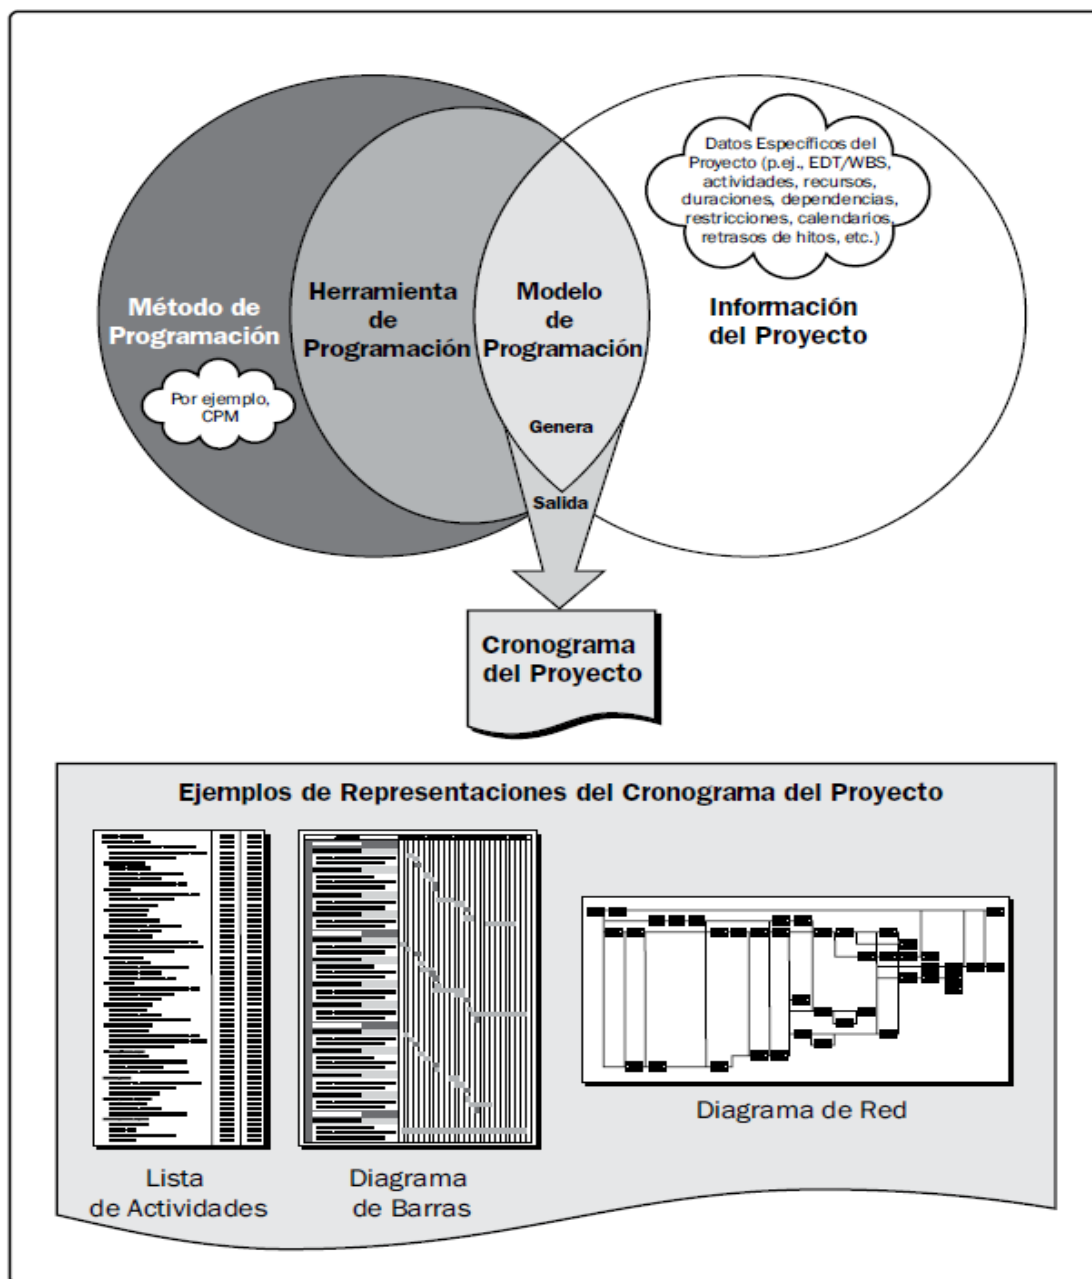 Datos Específicos del
Proyecto (p.ej., EDT/WBS,
actividades, recursos,
duraciones, dependencias,
restricciones, calendarios,
retrasos de hitos, etc.)
Método de
Programación
Por ejemplo,
CPM
Herramienta
de
Programación
Modelo
de
Programación
Información
del Proyecto
Genera
Salida
Cronograma
del Proyecto
Ejemplos de Representaciones del Cronograma del Proyecto
Lista
de Actividades
Diagrama
de Barras
Diagrama de Red